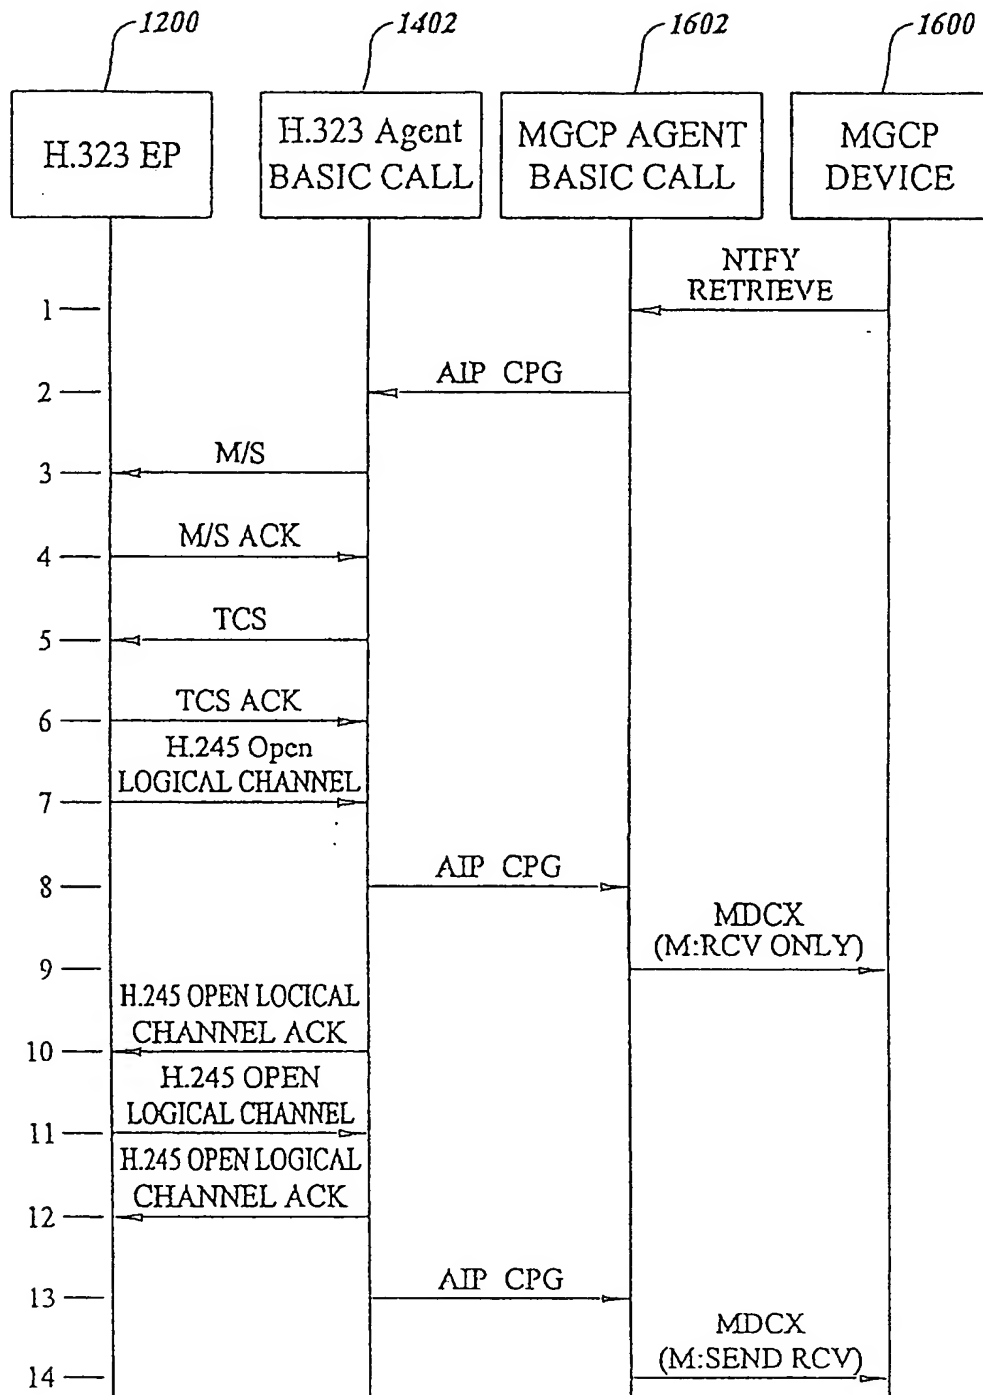 1200
1402
1602
1600
H.323 EP
H.323 Agent
BASIC CALL
MGCP AGENT
BASIC CALL
MGCP
DEVICE
NTFY
RETRIEVE
1
AIP CPG
2
M/S
3
M/S ACK
4
TCS
5
TCS ACK
6
H.245 Open
LOGICAL CHANNEL
7
AIP CPG
8
MDCX
(M:RCV ONLY)
9
H.245 OPEN LOCICAL
CHANNEL ACK
10
H.245 OPEN
LOGICAL CHANNEL
11
H.245 OPEN LOGICAL
CHANNEL ACK
12
AIP CPG
13
MDCX
(M:SEND RCV)
14